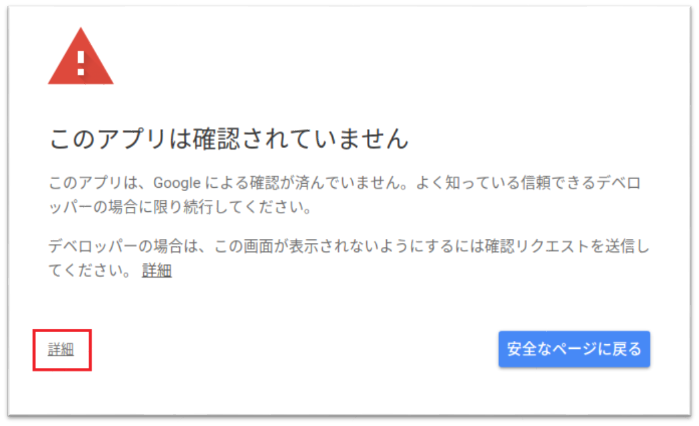 このアプリは確認されていません
このアプリは、Google による確認が済んでいません。よく知っている信頼できるデベロ
ッパーの場合に限り続行してください。
デベロッパーの場合は、この画面が表示されないようにするには確認リクエストを送信し
てください。 詳細
詳細
安全なページに戻る